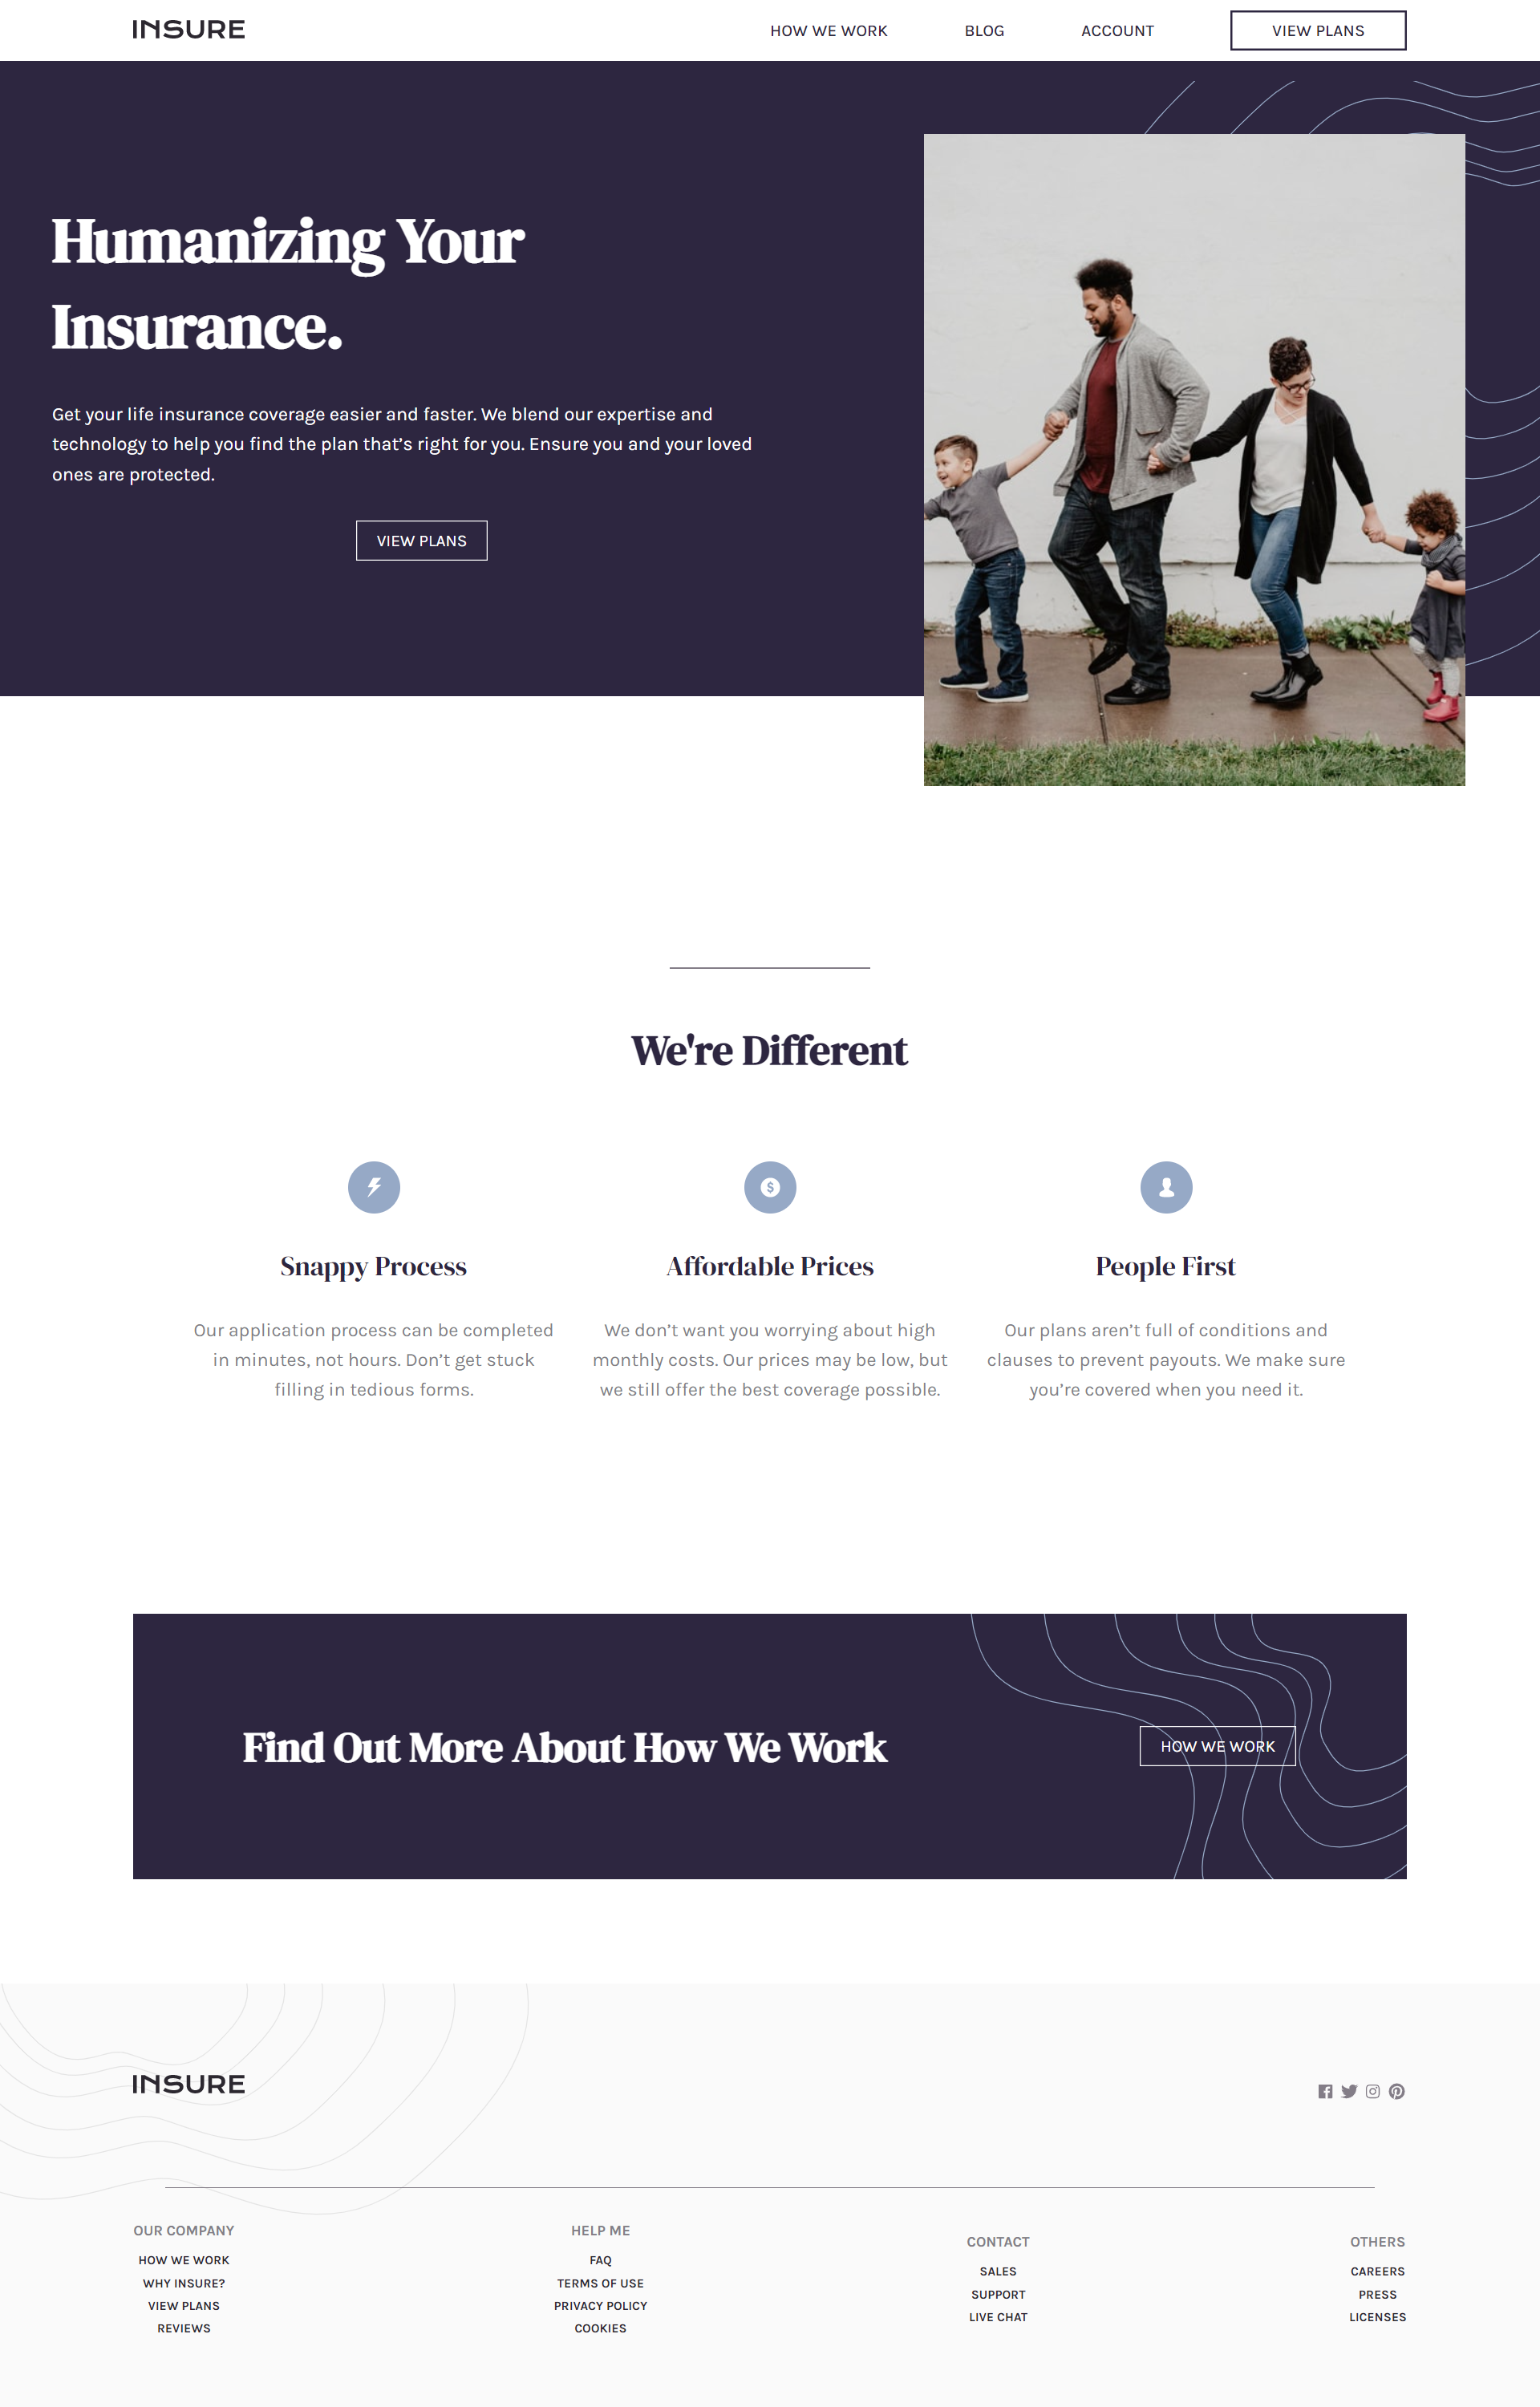 INSURE
HOW WE WORK
BLOG
ACCOUNT
VIEW PLANS
Humanizing Your
Insurance.
Get your life insurance coverage easier and faster. We blend our expertise and
technology to help you find the plan that’s right for you. Ensure you and your loved
ones are protected.
VIEW PLANS
We're Different
Snappy Process
Our application process can be completed
in minutes, not hours. Don’t get stuck
filling in tedious forms.
Affordable Prices
We don’t want you worrying about high
monthly costs. Our prices may be low, but
we still offer the best coverage possible.
People First
Our plans aren’t full of conditions and
clauses to prevent payouts. We make sure
you’re covered when you need it.
Find Out More About How We Work
HOW WE WORK
INSURE
OUR COMPANY
HOW WE WORK
WHY INSURE?
VIEW PLANS
REVIEWS
HELP ME
FAQ
TERMS OF USE
PRIVACY POLICY
COOKIES
CONTACT
SALES
SUPPORT
LIVE CHAT
OTHERS
CAREERS
PRESS
LICENSES